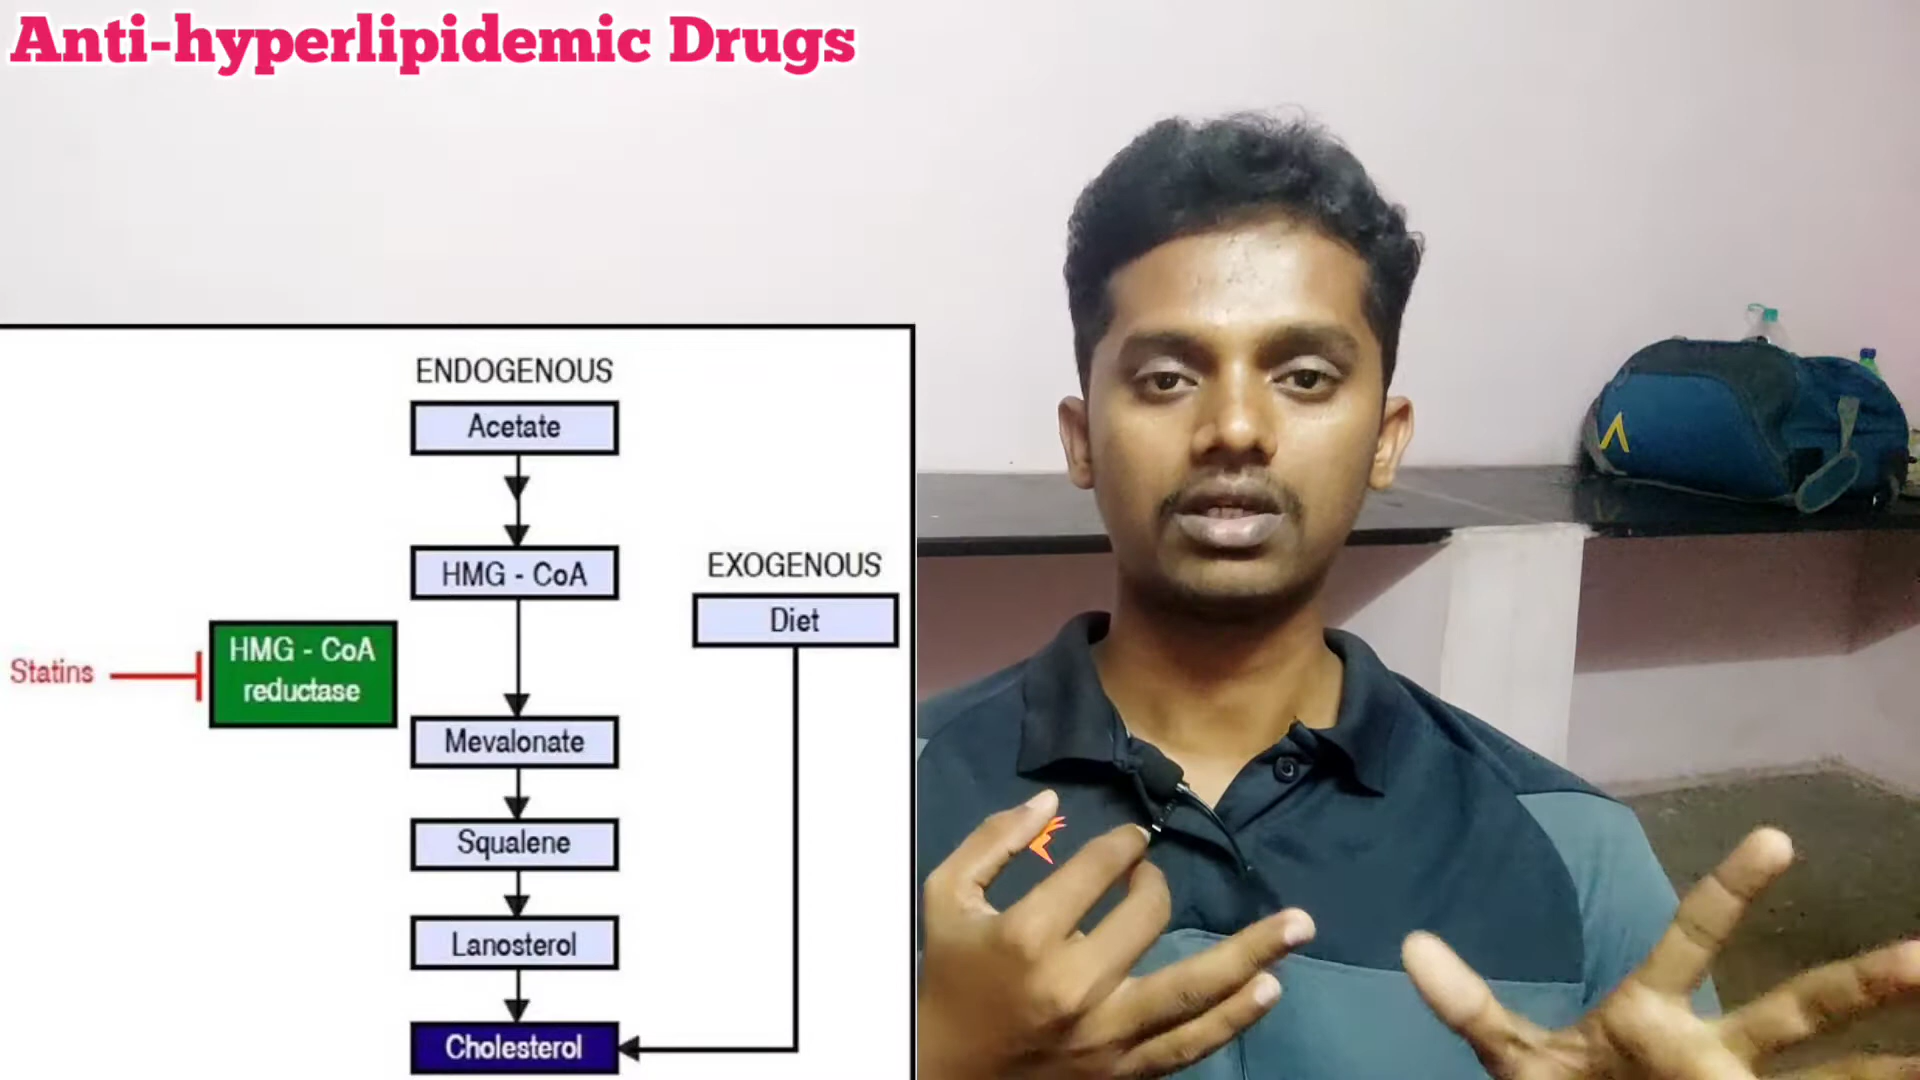 Anti-hyperlipidemic Drugs
ENDOGENOUS
Acetate
HMG - CoA
EXOGENOUS
Diet
Statins
HMG - CoA
reductase
Mevalonate
Squalene
Lanosterol
Cholesterol